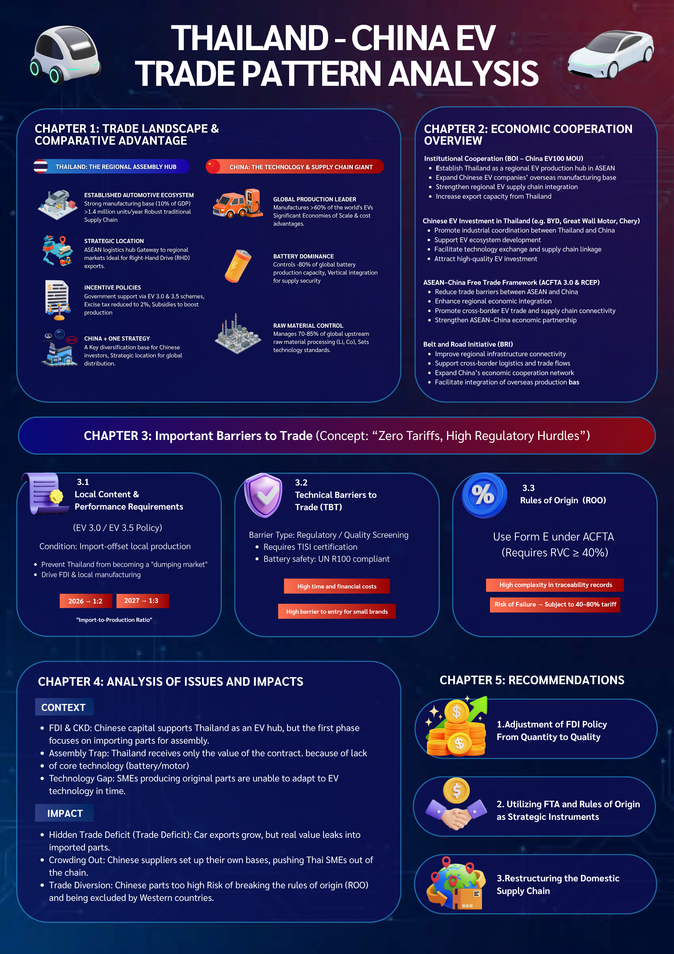 THAILAND - CHINA EV
TRADE PATTERN ANALYSIS
CHAPTER 1: TRADE LANDSCAPE &
COMPARATIVE ADVANTAGE
THAILAND: THE REGIONAL ASSEMBLY HUB
ESTABLISHED AUTOMOTIVE ECOSYSTEM
Strong manufacturing base (10% of GDP)
>1.4 million units/year Robust traditional
Supply Chain
STRATEGIC LOCATION
ASEAN logistics hub Gateway to regional
markets Ideal for Right-Hand Drive (RHD)
exports.
INCENTIVE POLICIES
Government support via EV 3.0 & 3.5 schemes,
Excise tax reduced to 2%, Subsidies to boost
production
CHINA + ONE STRATEGY
A Key diversification base for Chinese
investors, Strategic location for global
distribution.
CHINA: THE TECHNOLOGY & SUPPLY CHAIN GIANT
GLOBAL PRODUCTION LEADER
Manufactures >60% of the world's EVs
Significant Economies of Scale & cost
advantages.
BATTERY DOMINANCE
Controls ~80% of global battery
production capacity, Vertical integration
for supply security
RAW MATERIAL CONTROL
Manages 70-85% of global upstream
raw material processing (Li, Co), Sets
technology standards.
CHAPTER 2: ECONOMIC COOPERATION
OVERVIEW
Institutional Cooperation (BOI – China EV100 MOU)
• Establish Thailand as a regional EV production hub in ASEAN
• Expand Chinese EV companies' overseas manufacturing base
• Strengthen regional EV supply chain integration
• Increase export capacity from Thailand
Chinese EV Investment in Thailand (e.g. BYD, Great Wall Motor, Chery)
• Promote industrial coordination between Thailand and China
• Support EV ecosystem development
• Facilitate technology exchange and supply chain linkage
• Attract high-quality EV investment
ASEAN–China Free Trade Framework (ACFTA 3.0 & RCEP)
• Reduce trade barriers between ASEAN and China
• Enhance regional economic integration
• Promote cross-border EV trade and supply chain connectivity
• Strengthen ASEAN–China economic partnership
Belt and Road Initiative (BRI)
• Improve regional infrastructure connectivity
• Support cross-border logistics and trade flows
• Expand China's economic cooperation network
• Facilitate integration of overseas production bas
CHAPTER 3: Important Barriers to Trade (Concept: “Zero Tariffs, High Regulatory Hurdles”)
3.1
Local Content &
Performance Requirements
(EV 3.0 / EV 3.5 Policy)
Condition: Import-offset local production
• Prevent Thailand from becoming a "dumping market"
• Drive FDI & local manufacturing
2026 → 1:2
2027 → 1:3
"Import-to-Production Ratio"
3.2
Technical Barriers to
Trade (TBT)
Barrier Type: Regulatory / Quality Screening
• Requires TISI certification
• Battery safety: UN R100 compliant
High time and financial costs
High barrier to entry for small brands
%
3.3
Rules of Origin (ROO)
Use Form E under ACFTA
(Requires RVC ≥ 40%)
High complexity in traceability records
Risk of Failure → Subject to 40–80% tariff
CHAPTER 4: ANALYSIS OF ISSUES AND IMPACTS
CONTEXT
• FDI & CKD: Chinese capital supports Thailand as an EV hub, but the first phase
focuses on importing parts for assembly.
• Assembly Trap: Thailand receives only the value of the contract. because of lack
• of core technology (battery/motor)
• Technology Gap: SMEs producing original parts are unable to adapt to EV
technology in time.
IMPACT
• Hidden Trade Deficit (Trade Deficit): Car exports grow, but real value leaks into
imported parts.
• Crowding Out: Chinese suppliers set up their own bases, pushing Thai SMEs out of
the chain.
• Trade Diversion: Chinese parts too high Risk of breaking the rules of origin (ROO)
and being excluded by Western countries.
CHAPTER 5: RECOMMENDATIONS
1.Adjustment of FDI Policy
From Quantity to Quality
2. Utilizing FTA and Rules of Origin
as Strategic Instruments
3.Restructuring the Domestic
Supply Chain